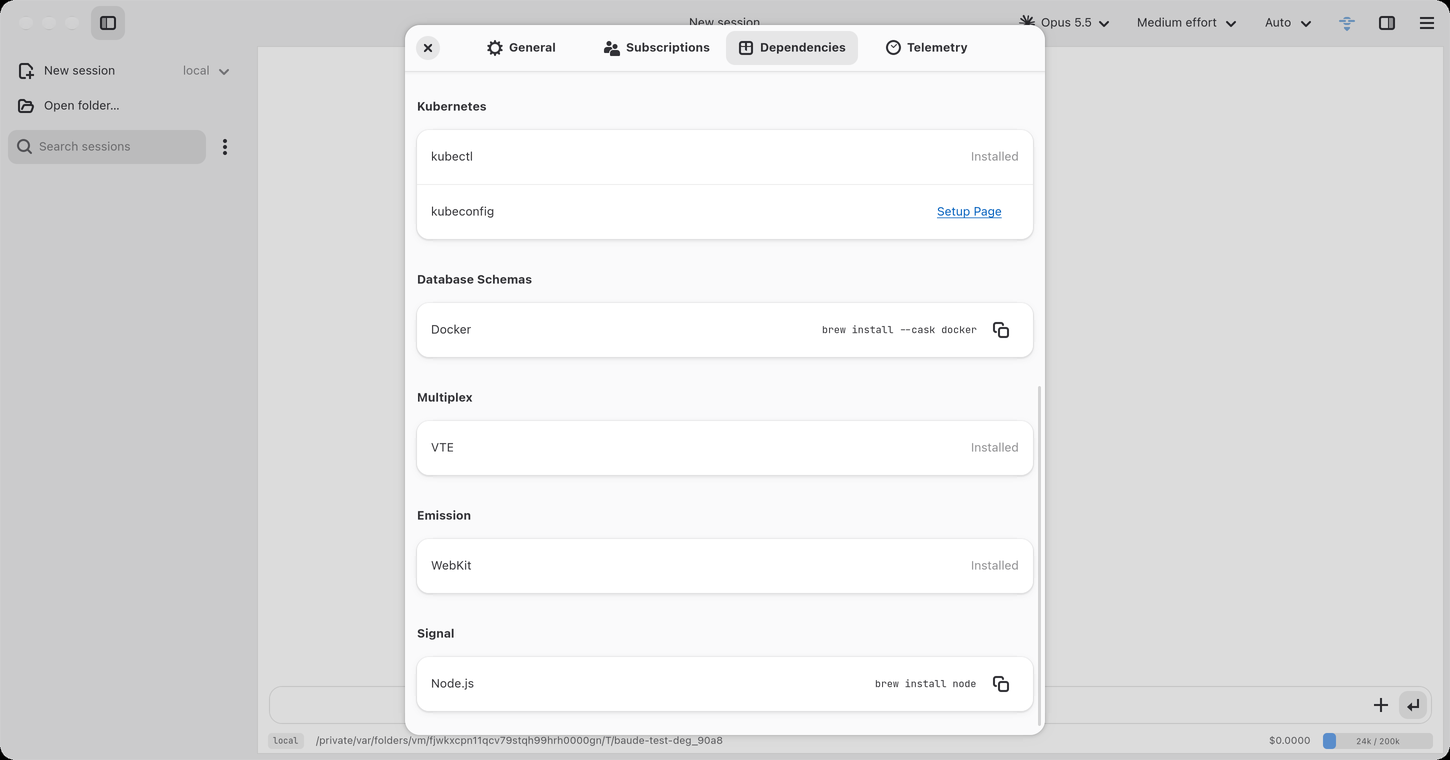 New session
Opus 5.5
Medium effort
Auto
New session
local
Open folder...
Search sessions
General
Subscriptions
Dependencies
Telemetry
Kubernetes
kubectl
Installed
kubeconfig
Setup Page
Database Schemas
Docker
brew install --cask docker
Multiplex
VTE
Installed
Emission
WebKit
Installed
Signal
Node.js
brew install node
local
/private/var/folders/vm/fjwkxcpn11qcv79stqh99hrh0000gn/T/baude-test-deg_90a8
$0.0000
24k / 200k